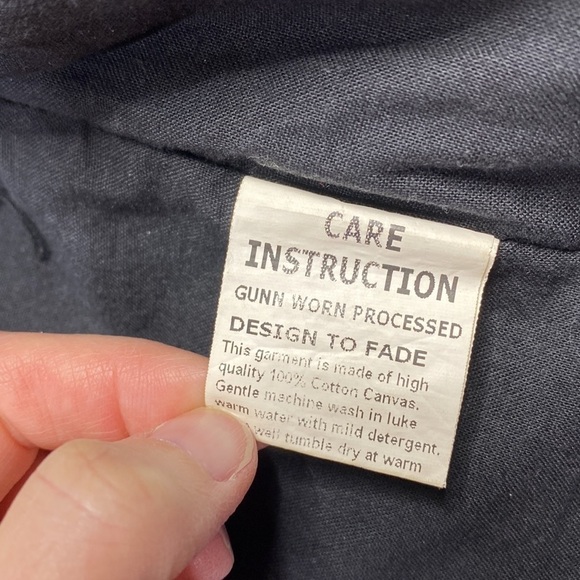 CARE
INSTRUCTION
GUNN WORN PROCESSED
DESIGN TO FADE
This garment is made of high
quality 100% Cotton Canvas.
Gentle machine wash in luke
warm water with mild detergent.
well tumble dry at warm